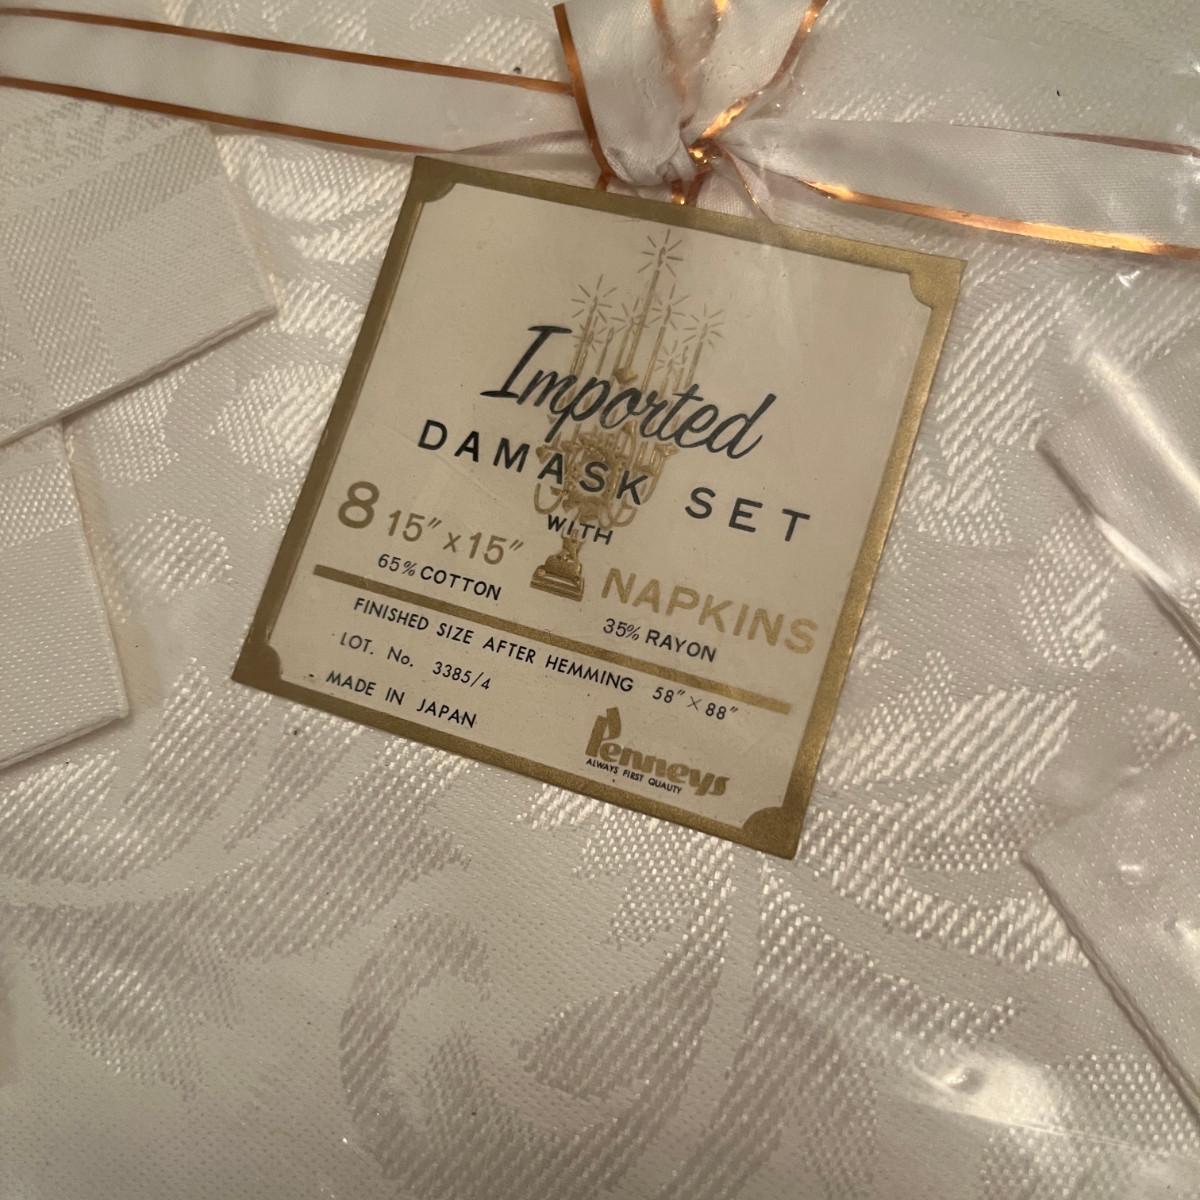 Imported
DAMASK SET
WITH
8 15" x 15" NAPKINS
65% COTTON 35% RAYON
FINISHED SIZE AFTER HEMMING 58" X 88"
LOT. No. 3385/4
MADE IN JAPAN
Penneys
ALWAYS FIRST QUALITY